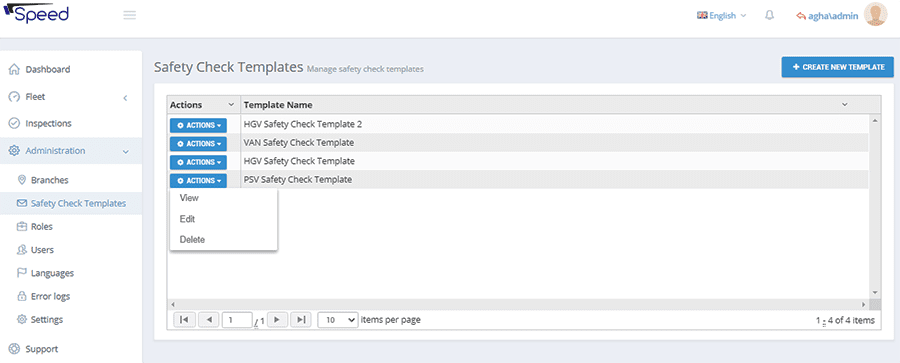 Speed
English
agha\admin
Dashboard
Fleet
Inspections
Administration
Branches
Safety Check Templates
Roles
Users
Languages
Error logs
Settings
Support
Safety Check Templates Manage safety check templates
+ CREATE NEW TEMPLATE
Actions Template Name
ACTIONS HGV Safety Check Template 2
ACTIONS VAN Safety Check Template
ACTIONS HGV Safety Check Template
ACTIONS PSV Safety Check Template
View
Edit
Delete
1 / 1 10 items per page 1 - 4 of 4 items